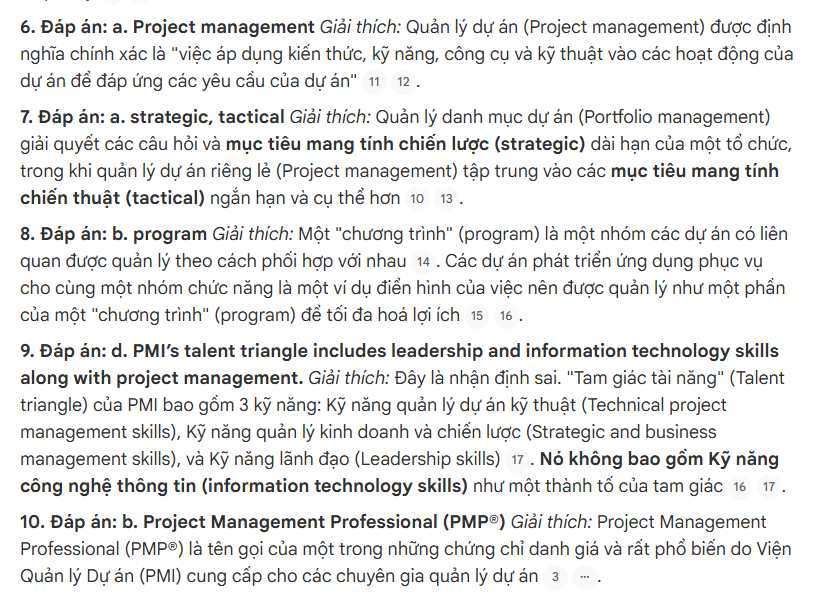 6. Đáp án: a. Project management Giải thích: Quản lý dự án (Project management) được định
nghĩa chính xác là "việc áp dụng kiến thức, kỹ năng, công cụ và kỹ thuật vào các hoạt động của
dự án để đáp ứng các yêu cầu của dự án" 11 12 .
7. Đáp án: a. strategic, tactical Giải thích: Quản lý danh mục dự án (Portfolio management)
giải quyết các câu hỏi và mục tiêu mang tính chiến lược (strategic) dài hạn của một tổ chức,
trong khi quản lý dự án riêng lẻ (Project management) tập trung vào các mục tiêu mang tính
chiến thuật (tactical) ngắn hạn và cụ thể hơn 10 13 .
8. Đáp án: b. program Giải thích: Một "chương trình" (program) là một nhóm các dự án có liên
quan được quản lý theo cách phối hợp với nhau 14 . Các dự án phát triển ứng dụng phục vụ
cho cùng một nhóm chức năng là một ví dụ điển hình của việc nên được quản lý như một phần
của một "chương trình" (program) để tối đa hoá lợi ích 15 16 .
9. Đáp án: d. PMI’s talent triangle includes leadership and information technology skills
along with project management. Giải thích: Đây là nhận định sai. "Tam giác tài năng" (Talent
triangle) của PMI bao gồm 3 kỹ năng: Kỹ năng quản lý dự án kỹ thuật (Technical project
management skills), Kỹ năng quản lý kinh doanh và chiến lược (Strategic and business
management skills), và Kỹ năng lãnh đạo (Leadership skills) 17 . Nó không bao gồm Kỹ năng
công nghệ thông tin (information technology skills) như một thành tố của tam giác 16 17 .
10. Đáp án: b. Project Management Professional (PMP®) Giải thích: Project Management
Professional (PMP®) là tên gọi của một trong những chứng chỉ danh giá và rất phổ biến do Viện
Quản lý Dự án (PMI) cung cấp cho các chuyên gia quản lý dự án 3 ... .